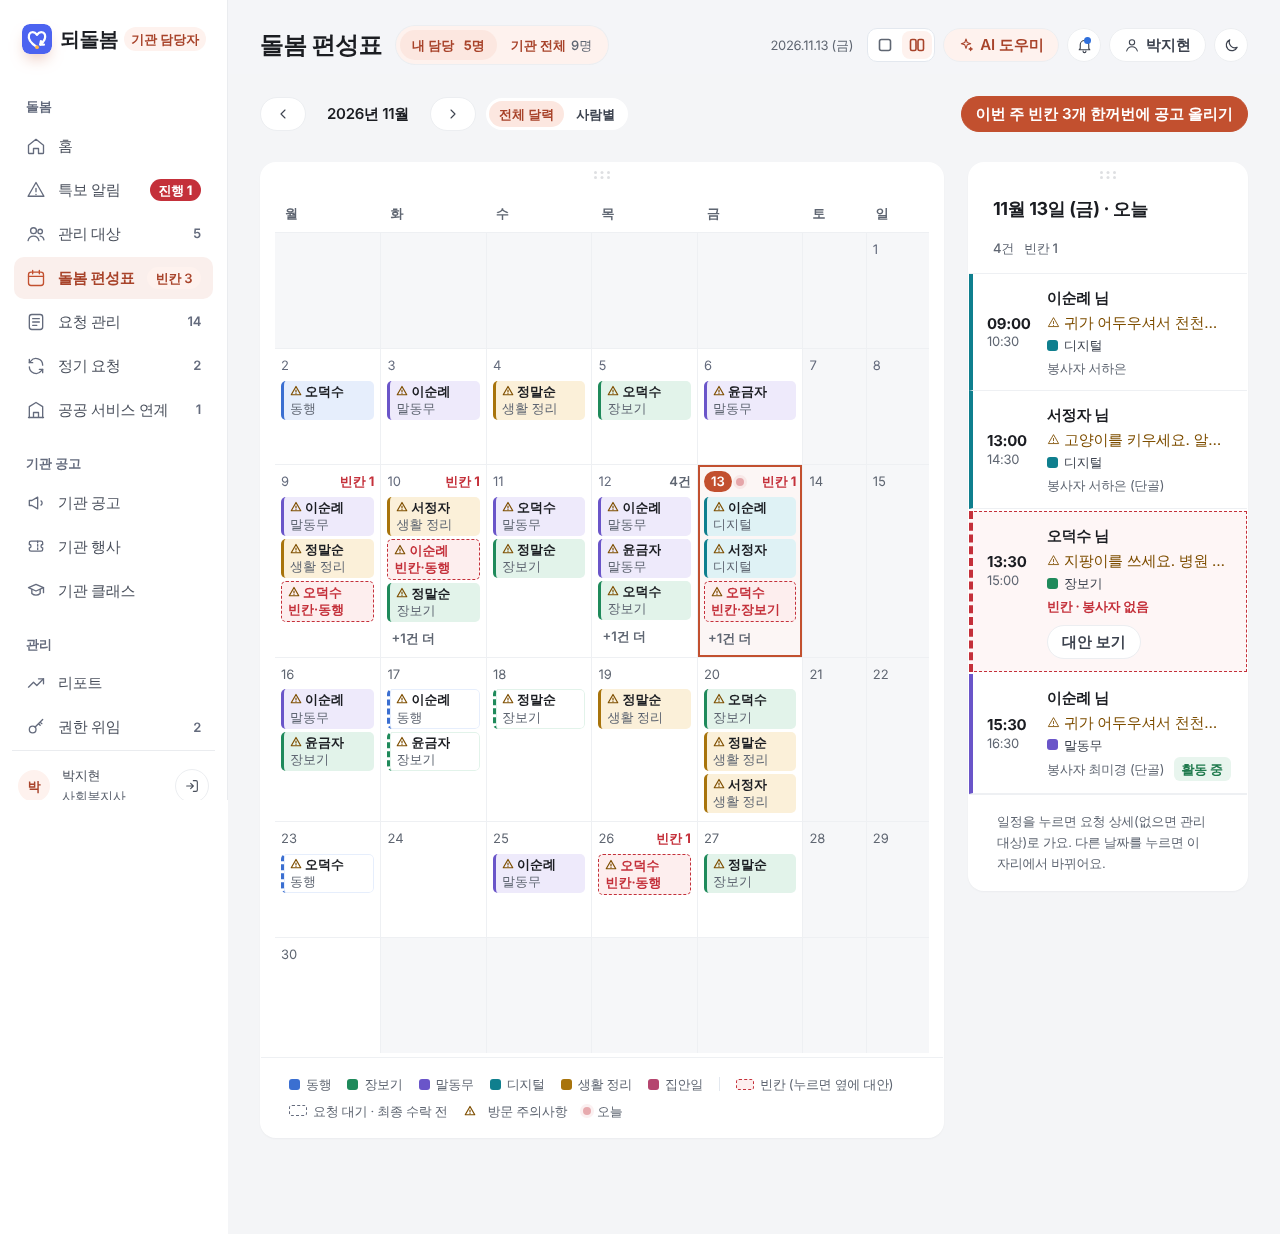 되돌봄 기관 담당자
돌봄
홈
특보 알림 진행 1
관리 대상 5
돌봄 편성표 빈칸 3
요청 관리 14
정기 요청 2
공공 서비스 연계 1
기관 공고
기관 공고
기관 행사
기관 클래스
관리
리포트
권한 위임 2
박 박지현
사회복지사
돌봄 편성표 내 담당 5명 기관 전체 9명
2026.11.13 (금) AI 도우미 박지현
2026년 11월 전체 달력 사람별
이번 주 빈칸 3개 한꺼번에 공고 올리기
월 화 수 목 금 토 일
1
2 3 4 5 6 7 8
오덕수 이순례 정말순 오덕수 윤금자
동행 말동무 생활 정리 장보기 말동무
9 빈칸 1 10 빈칸 1 11 12 4건 13 빈칸 1 14 15
이순례 서정자 오덕수 이순례 이순례
말동무 생활 정리 말동무 말동무 디지털
정말순 이순례 정말순 윤금자 서정자
생활 정리 빈칸·동행 장보기 말동무 디지털
오덕수 정말순 오덕수 오덕수
빈칸·동행 장보기 장보기 빈칸·장보기
+1건 더 +1건 더 +1건 더
16 17 18 19 20 21 22
이순례 이순례 정말순 정말순 오덕수
말동무 동행 장보기 생활 정리 장보기
윤금자 윤금자 정말순
장보기 장보기 생활 정리
서정자
생활 정리
23 24 25 26 빈칸 1 27 28 29
오덕수 이순례 오덕수 정말순
동행 말동무 빈칸·동행 장보기
30
동행 장보기 말동무 디지털 생활 정리 집안일 빈칸 (누르면 옆에 대안)
요청 대기 · 최종 수락 전 방문 주의사항 오늘
11월 13일 (금) · 오늘
4건 빈칸 1
09:00
10:30
이순례 님
귀가 어두우셔서 천천...
디지털
봉사자 서하은
13:00
14:30
서정자 님
고양이를 키우세요. 알...
디지털
봉사자 서하은 (단골)
13:30
15:00
오덕수 님
지팡이를 쓰세요. 병원 ...
장보기
빈칸 · 봉사자 없음
대안 보기
15:30
16:30
이순례 님
귀가 어두우셔서 천천...
말동무
봉사자 최미경 (단골) 활동 중
일정을 누르면 요청 상세(없으면 관리
대상)로 가요. 다른 날짜를 누르면 이
자리에서 바뀌어요.